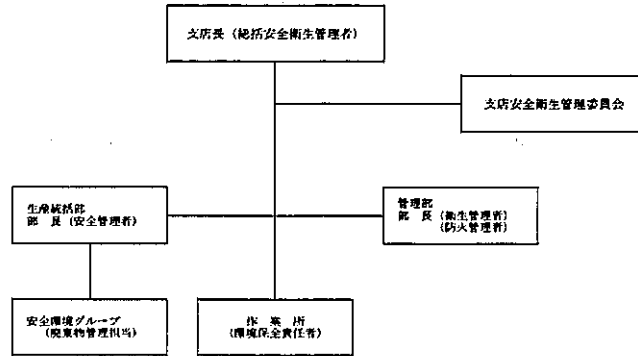 支店長（総括安全衛生管理者）
支店安全衛生管理委員会
生産統括部
部　長（安全管理者）
管理部
部　長（衛生管理者）
（防火管理者）
安全環境グループ
（廃棄物管理担当）
作　業　所
（環境保全責任者）